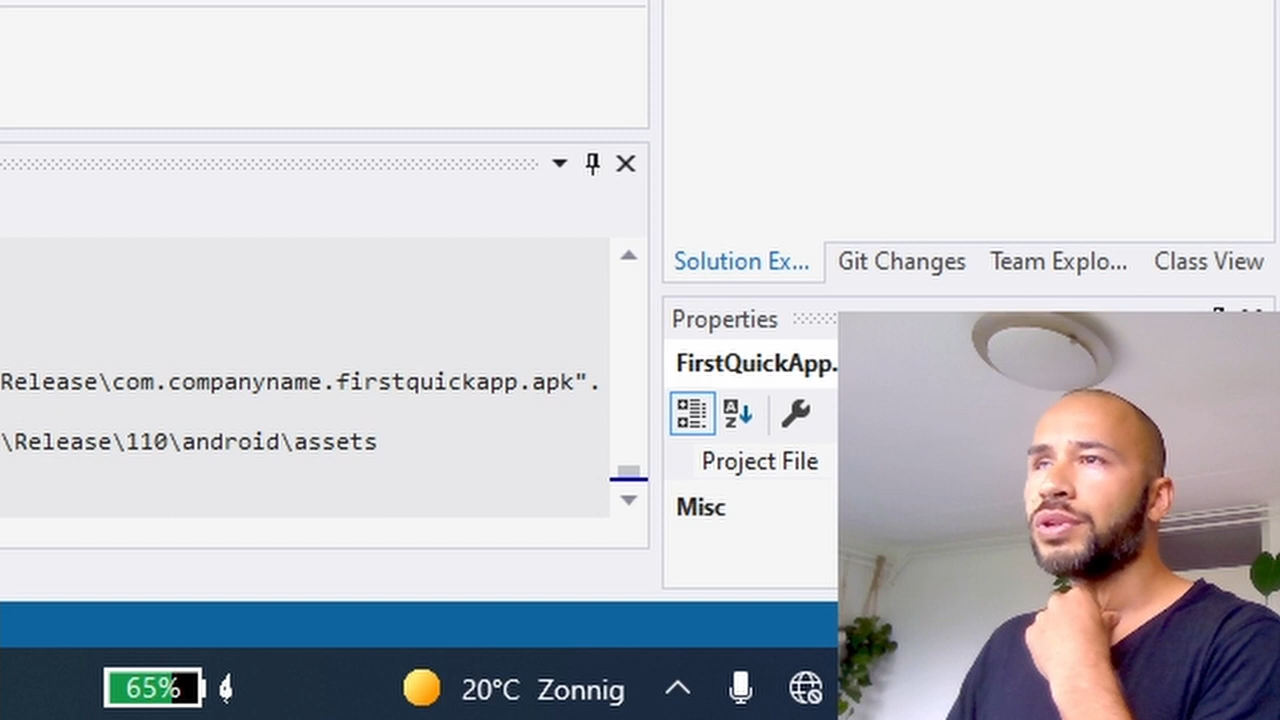 Solution Ex... Git Changes Team Explo... Class View
Properties
FirstQuickApp.
Release\com.companyname.firstquickapp.apk".
\Release\110\android\assets
Project File
Misc
65%
20°C Zonnig